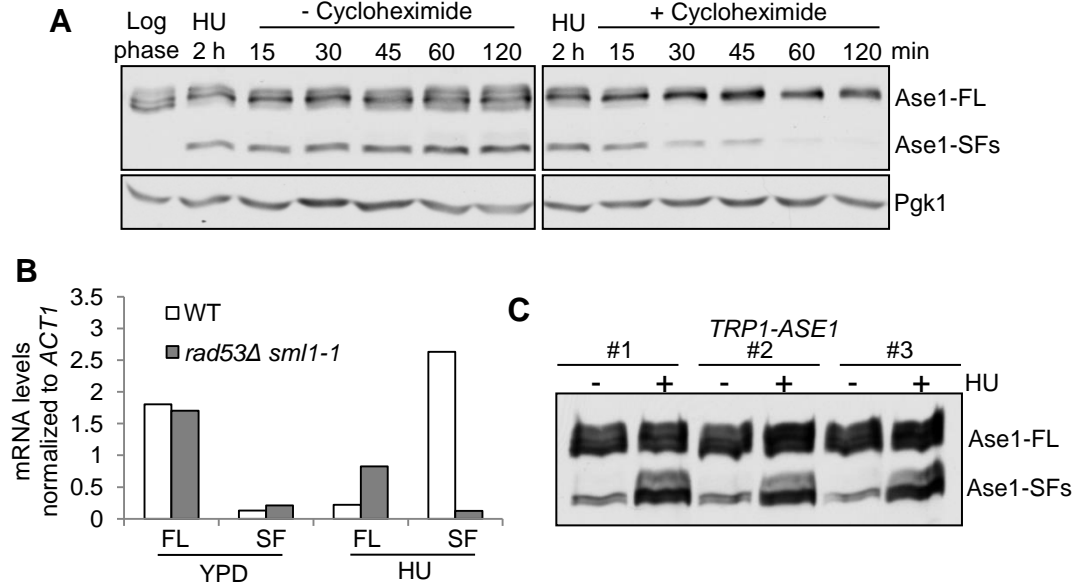 A
Log phase
HU 2 h
- Cycloheximide
15 30 45 60 120
HU 2 h
+ Cycloheximide
15 30 45 60 120 min
Ase1-FL
Ase1-SFs
Pgk1
B
mRNA levels normalized to ACT1
3.5
3
2.5
2
1.5
1
0.5
0
WT
rad53Δ sml1-1
FL SF FL SF
YPD HU
C
TRP1-ASE1
#1 #2 #3
- + - + - + HU
Ase1-FL
Ase1-SFs